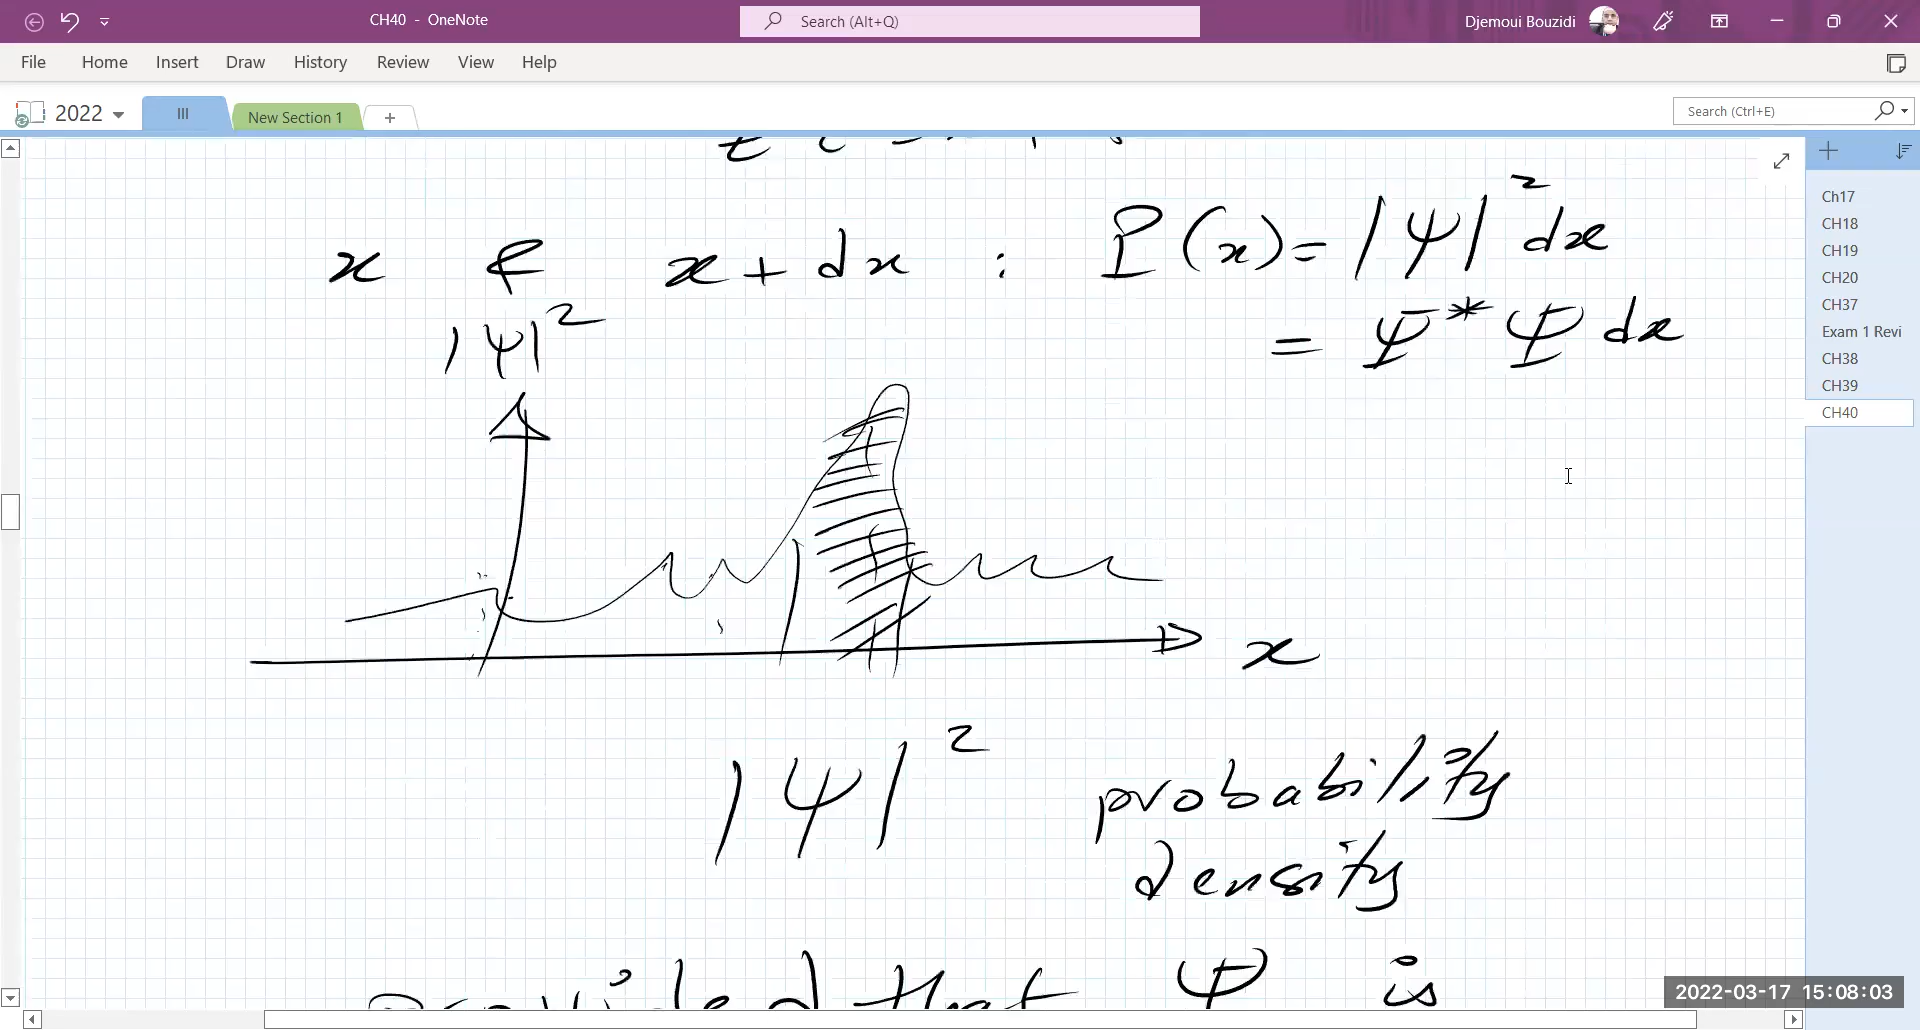 CH40 - OneNote
Search (Alt+Q)
Djemoui Bouzidi
File Home Insert Draw History Review View Help
2022
III
New Section 1
+
Search (Ctrl+E)
Ch17
CH18
CH19
CH20
CH37
Exam 1 Revi
CH38
CH39
CH40
x & x + dx : P(x) = |Ψ|² dx
= Ψ* Ψ dx
|Ψ|²
x
|Ψ|² probability
density
provided that Ψ is
2022-03-17 15:08:03